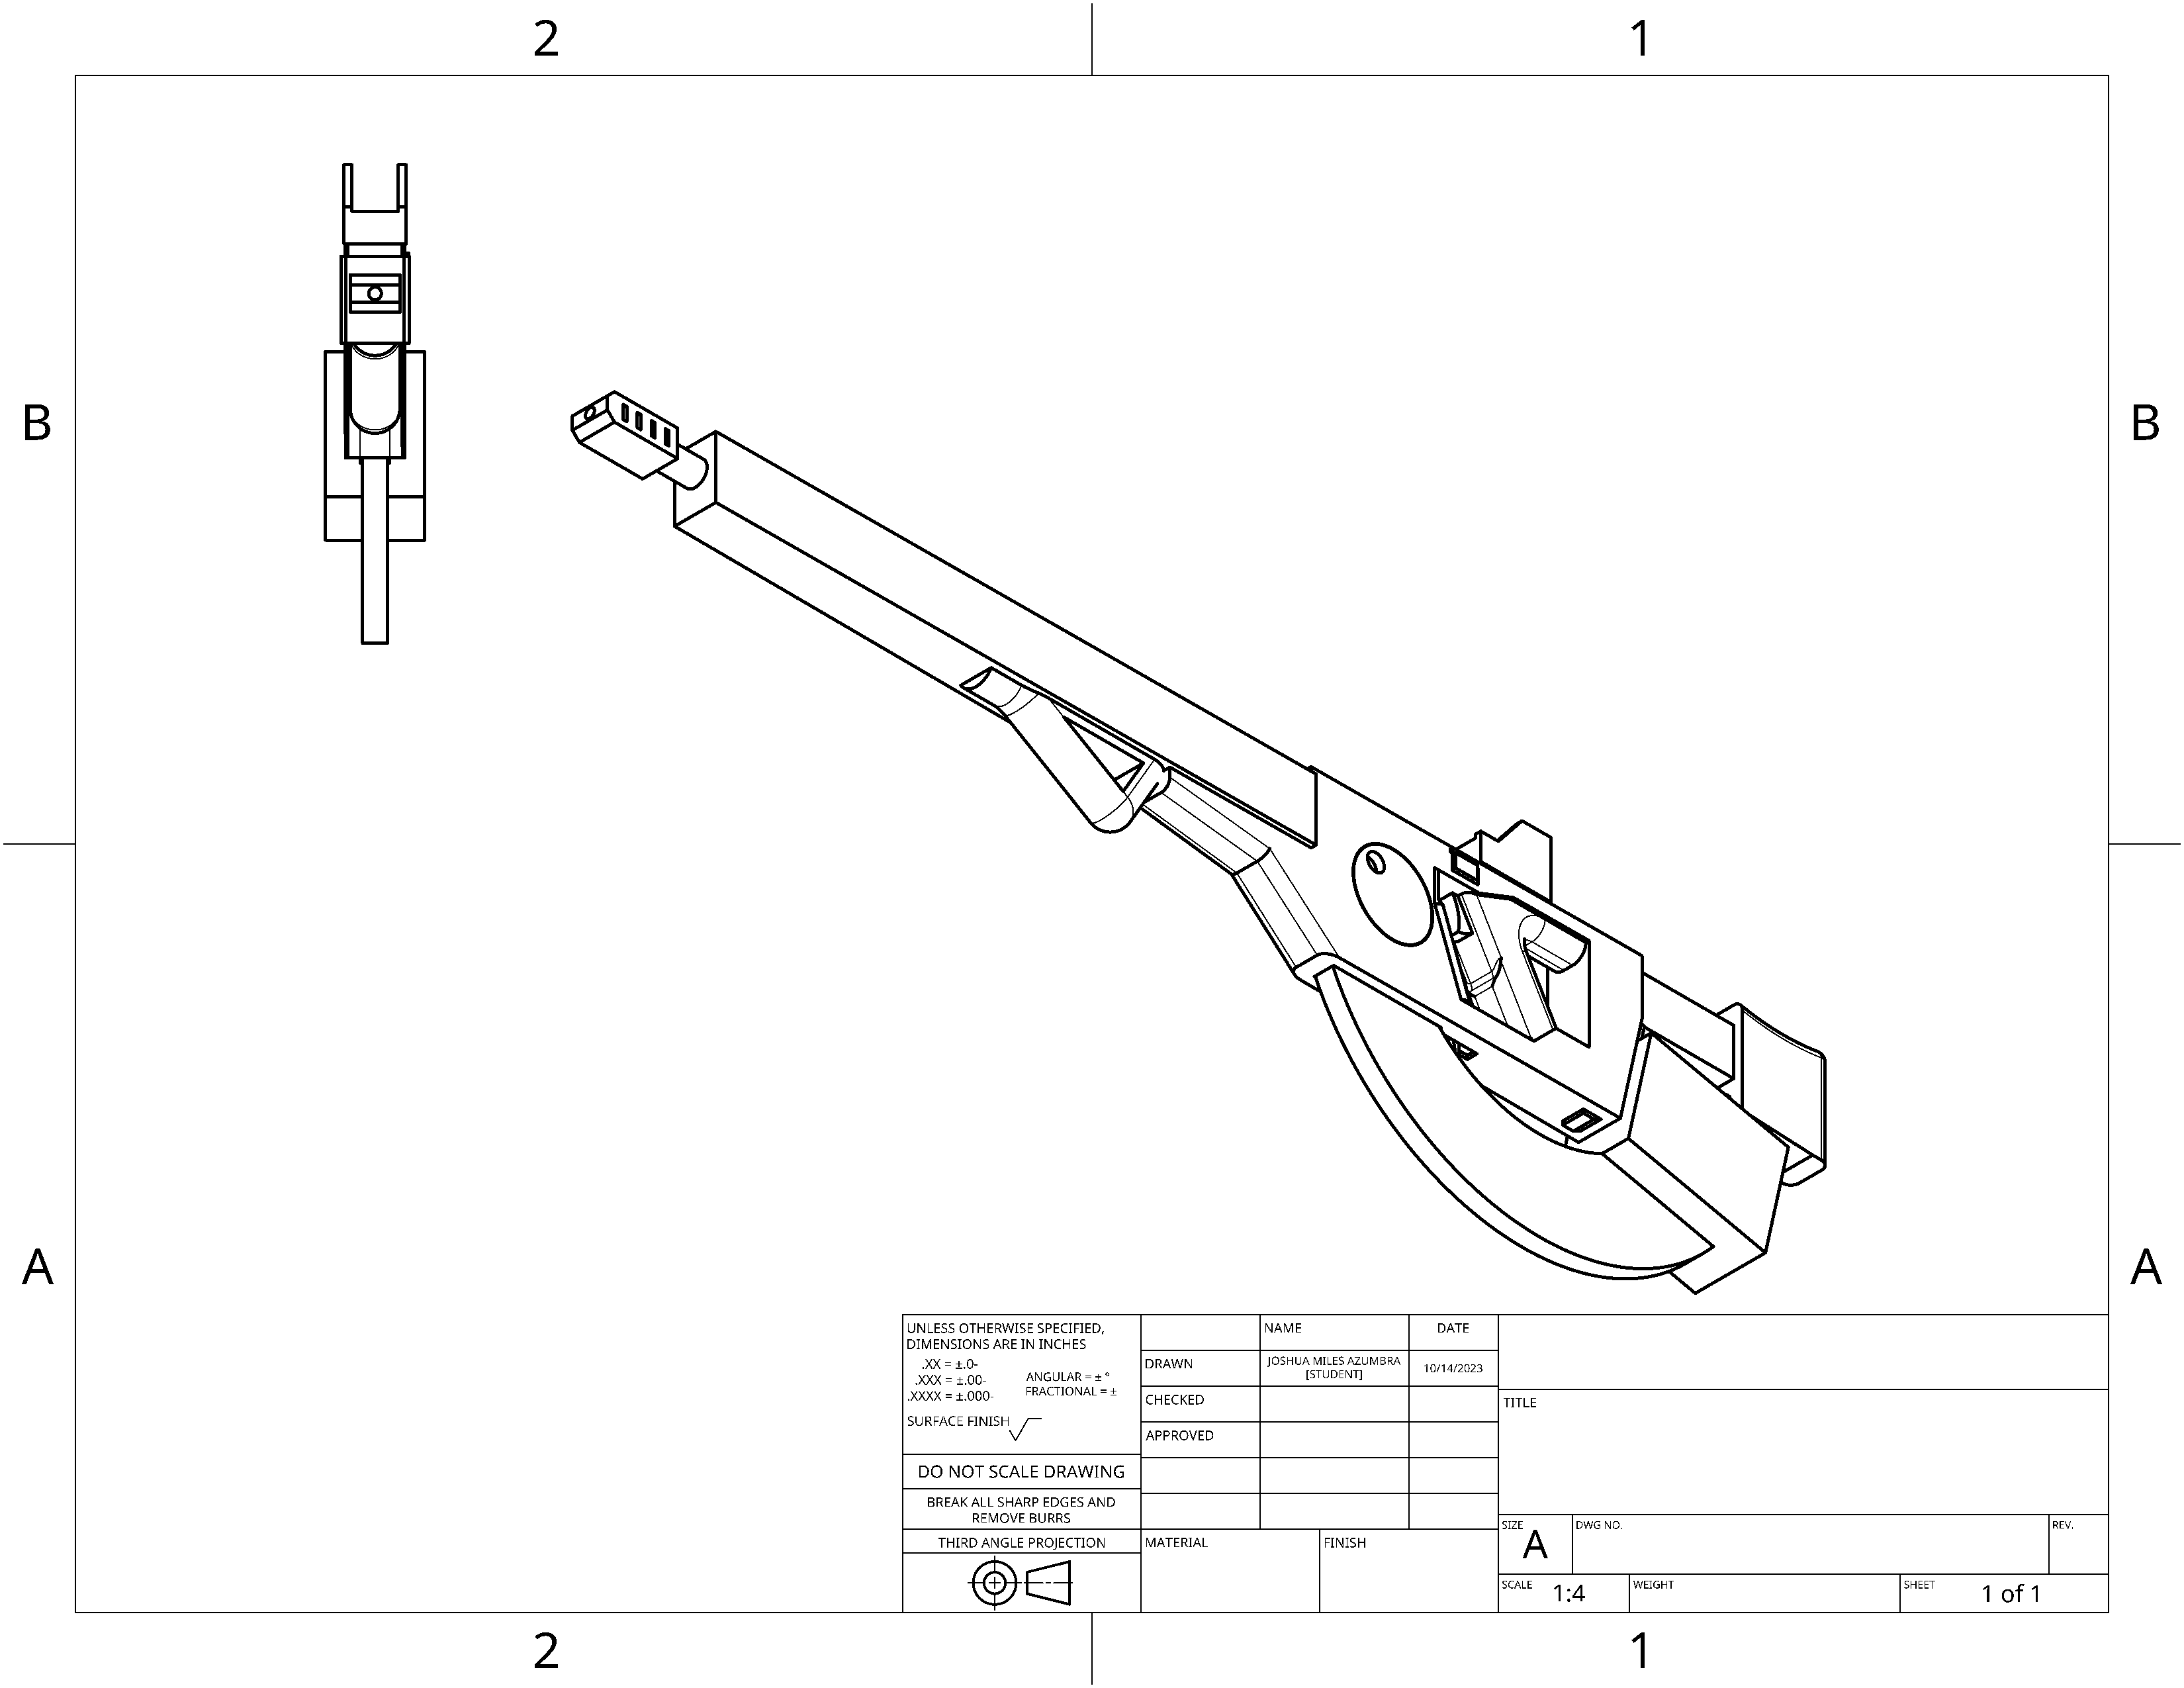 2 1
B B
A A
UNLESS OTHERWISE SPECIFIED,
DIMENSIONS ARE IN INCHES
.XX = ±.0-
.XXX = ±.00-
.XXXX = ±.000-
ANGULAR = ± °
FRACTIONAL = ±
SURFACE FINISH
DO NOT SCALE DRAWING
BREAK ALL SHARP EDGES AND
REMOVE BURRS
THIRD ANGLE PROJECTION
NAME DATE
DRAWN JOSHUA MILES AZUMBRA
[STUDENT] 10/14/2023
CHECKED
APPROVED
MATERIAL FINISH
TITLE
SIZE A DWG NO. REV.
SCALE 1:4 WEIGHT SHEET 1 of 1
2 1